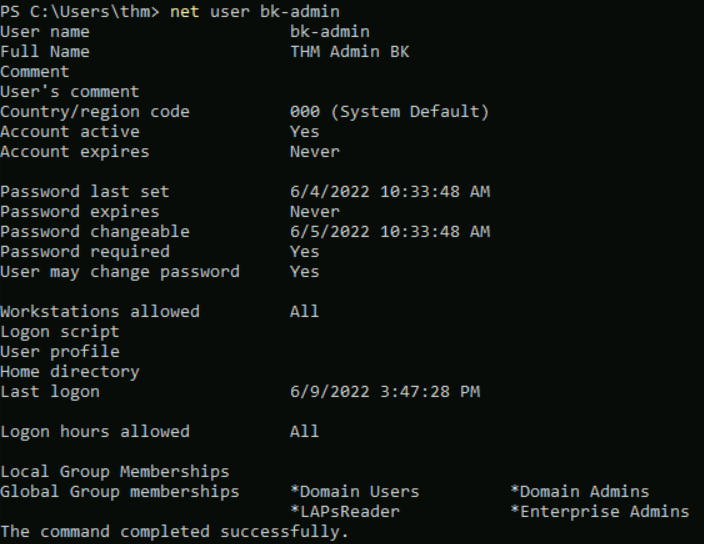 PS C:\Users\thm> net user bk-admin
User name                    bk-admin
Full Name                    THM Admin BK
Comment
User's comment
Country/region code          000 (System Default)
Account active               Yes
Account expires              Never

Password last set            6/4/2022 10:33:48 AM
Password expires             Never
Password changeable          6/5/2022 10:33:48 AM
Password required            Yes
User may change password     Yes

Workstations allowed         All
Logon script
User profile
Home directory
Last logon                   6/9/2022 3:47:28 PM

Logon hours allowed          All

Local Group Memberships
Global Group memberships     *Domain Users         *Domain Admins
                             *LAPsReader           *Enterprise Admins
The command completed successfully.